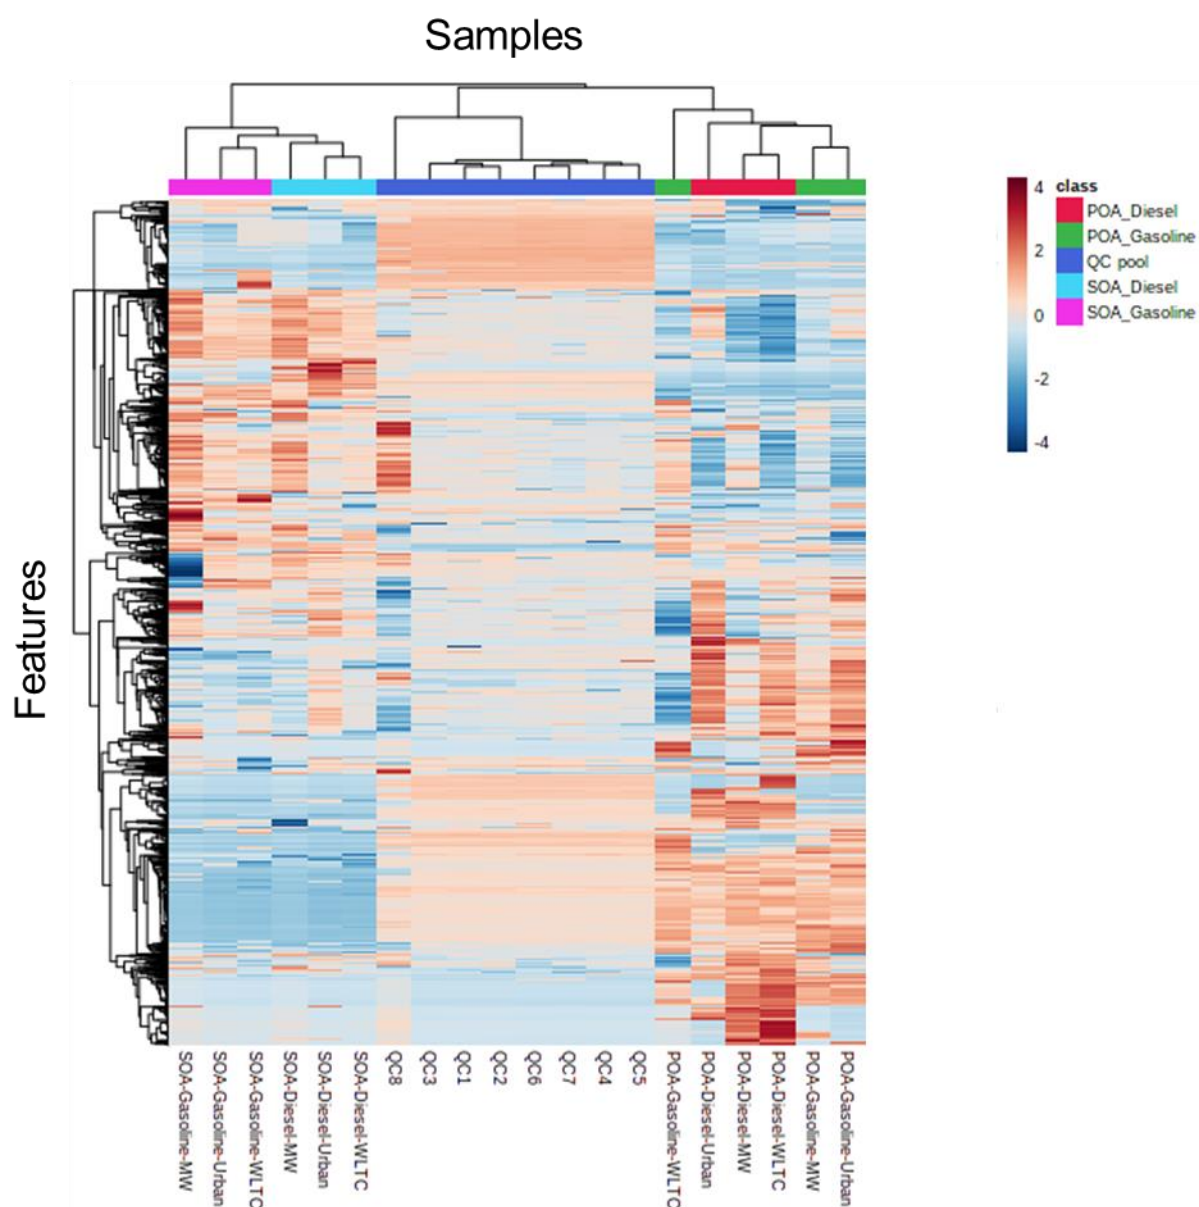 Samples
Features
4
2
0
-2
-4
class
POA_Diesel
POA_Gasoline
QC pool
SOA_Diesel
SOA_Gasoline
SOA-Gasoline-MW
SOA-Gasoline-Urban
SOA-Gasoline-WLTC
SOA-Diesel-MW
SOA-Diesel-Urban
SOA-Diesel-WLTC
QC8
QC3
QC1
QC2
QC6
QC7
QC4
QC5
POA-Gasoline-WLTC
POA-Diesel-Urban
POA-Diesel-MW
POA-Diesel-WLTC
POA-Gasoline-MW
POA-Gasoline-Urban